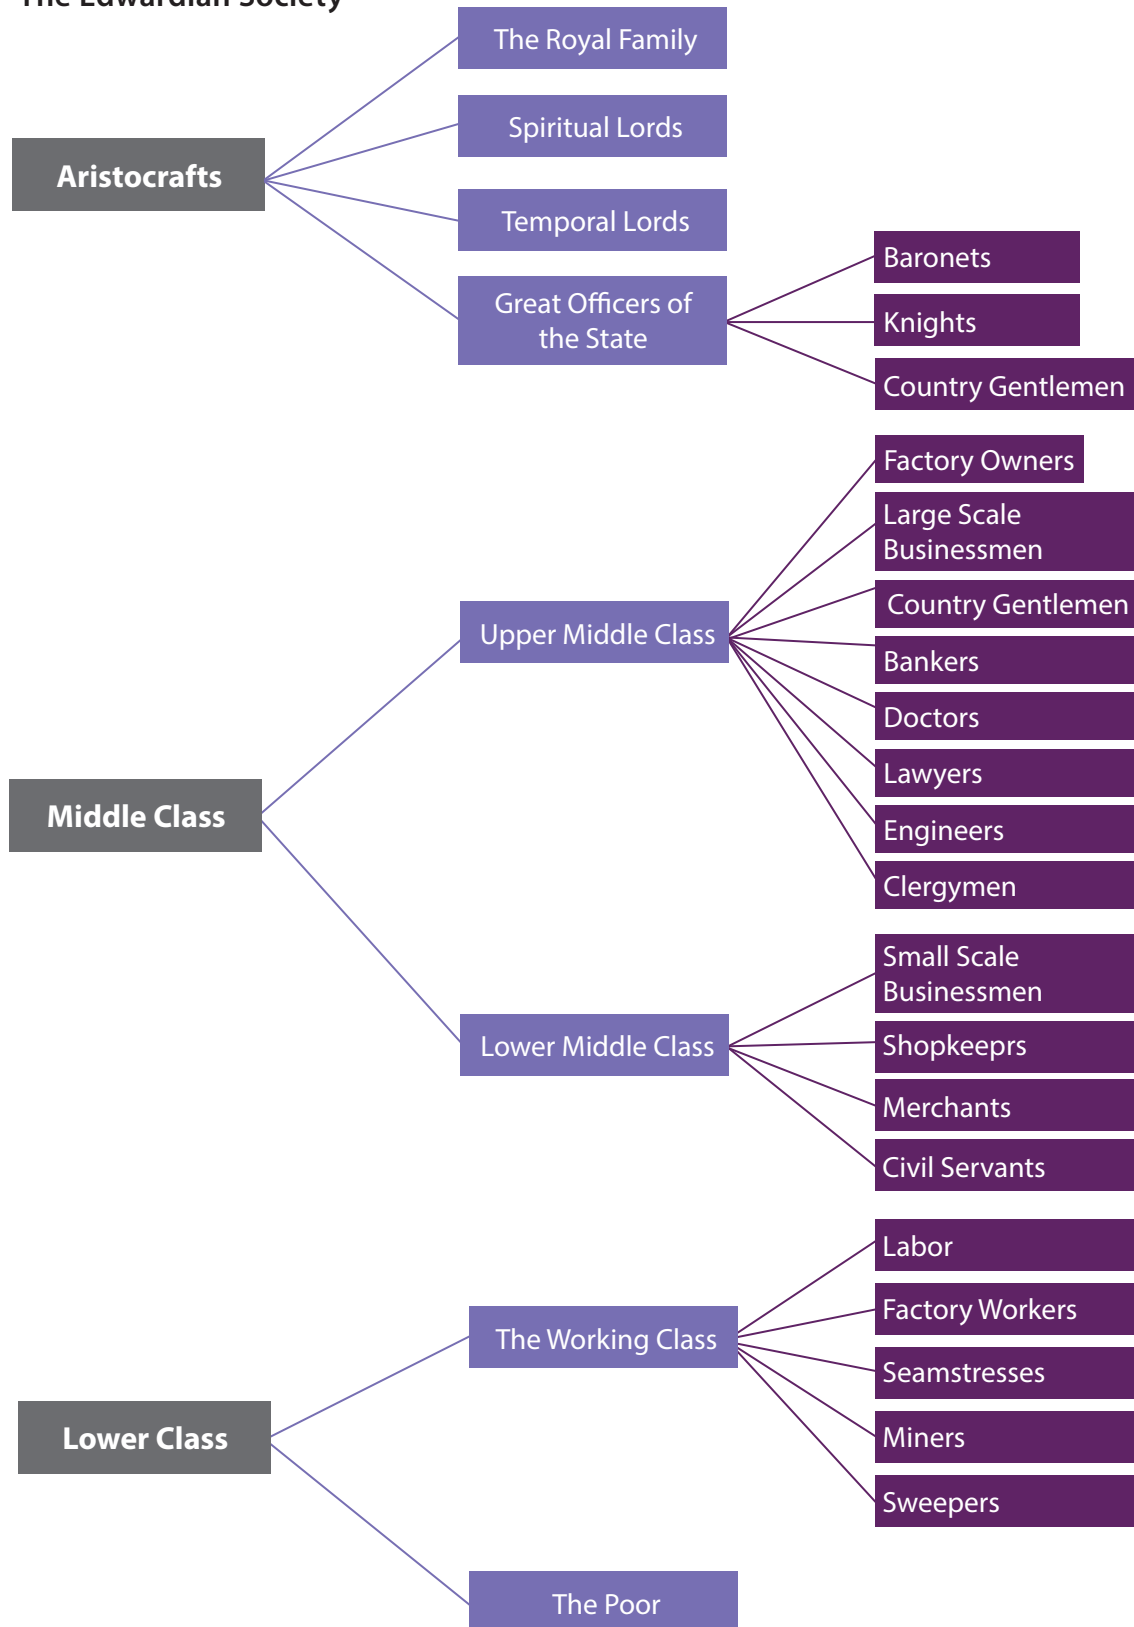 The Edwardian Society
Aristocrafts
The Royal Family
Spiritual Lords
Temporal Lords
Great Officers of
the State
Baronets
Knights
Country Gentlemen
Middle Class
Upper Middle Class
Factory Owners
Large Scale
Businessmen
Country Gentlemen
Bankers
Doctors
Lawyers
Engineers
Clergymen
Lower Middle Class
Small Scale
Businessmen
Shopkeeprs
Merchants
Civil Servants
Lower Class
The Working Class
Labor
Factory Workers
Seamstresses
Miners
Sweepers
The Poor